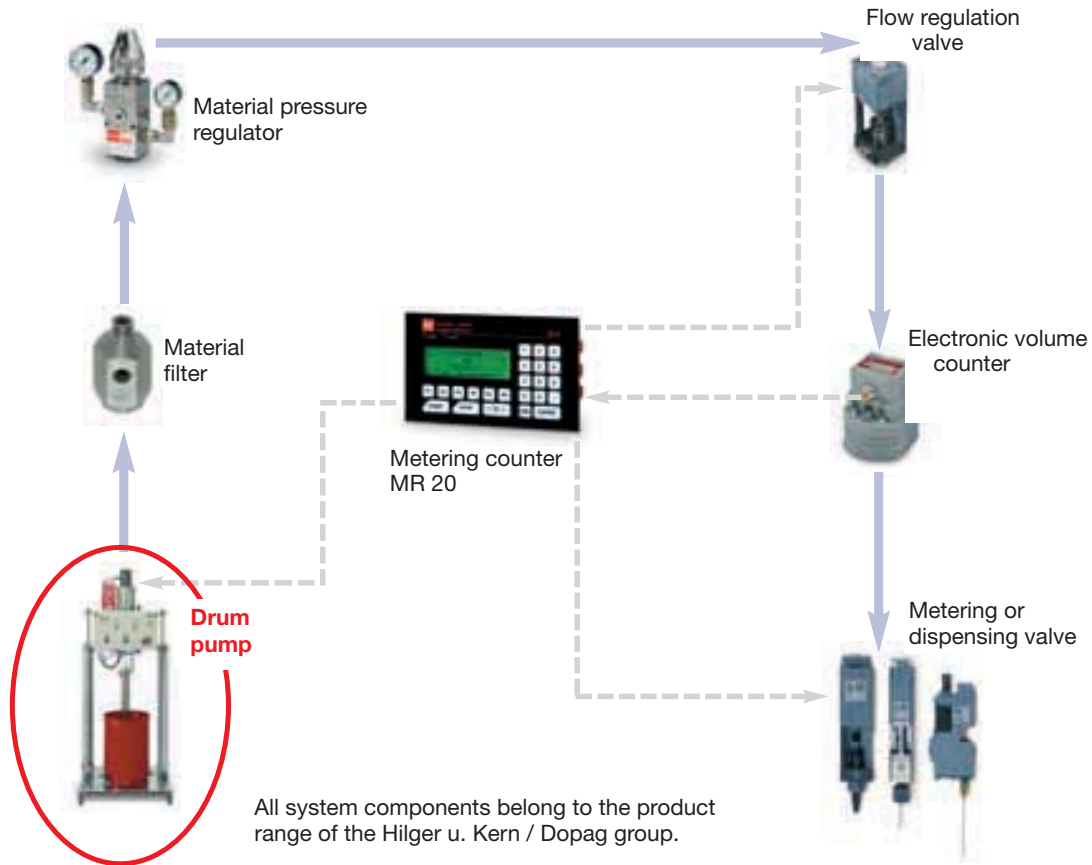 Flow regulation
valve
Material pressure
regulator
Material
filter
Electronic volume
counter
Metering counter
MR 20
Drum
pump
Metering or
dispensing valve
All system components belong to the product
range of the Hilger u. Kern / Dopag group.